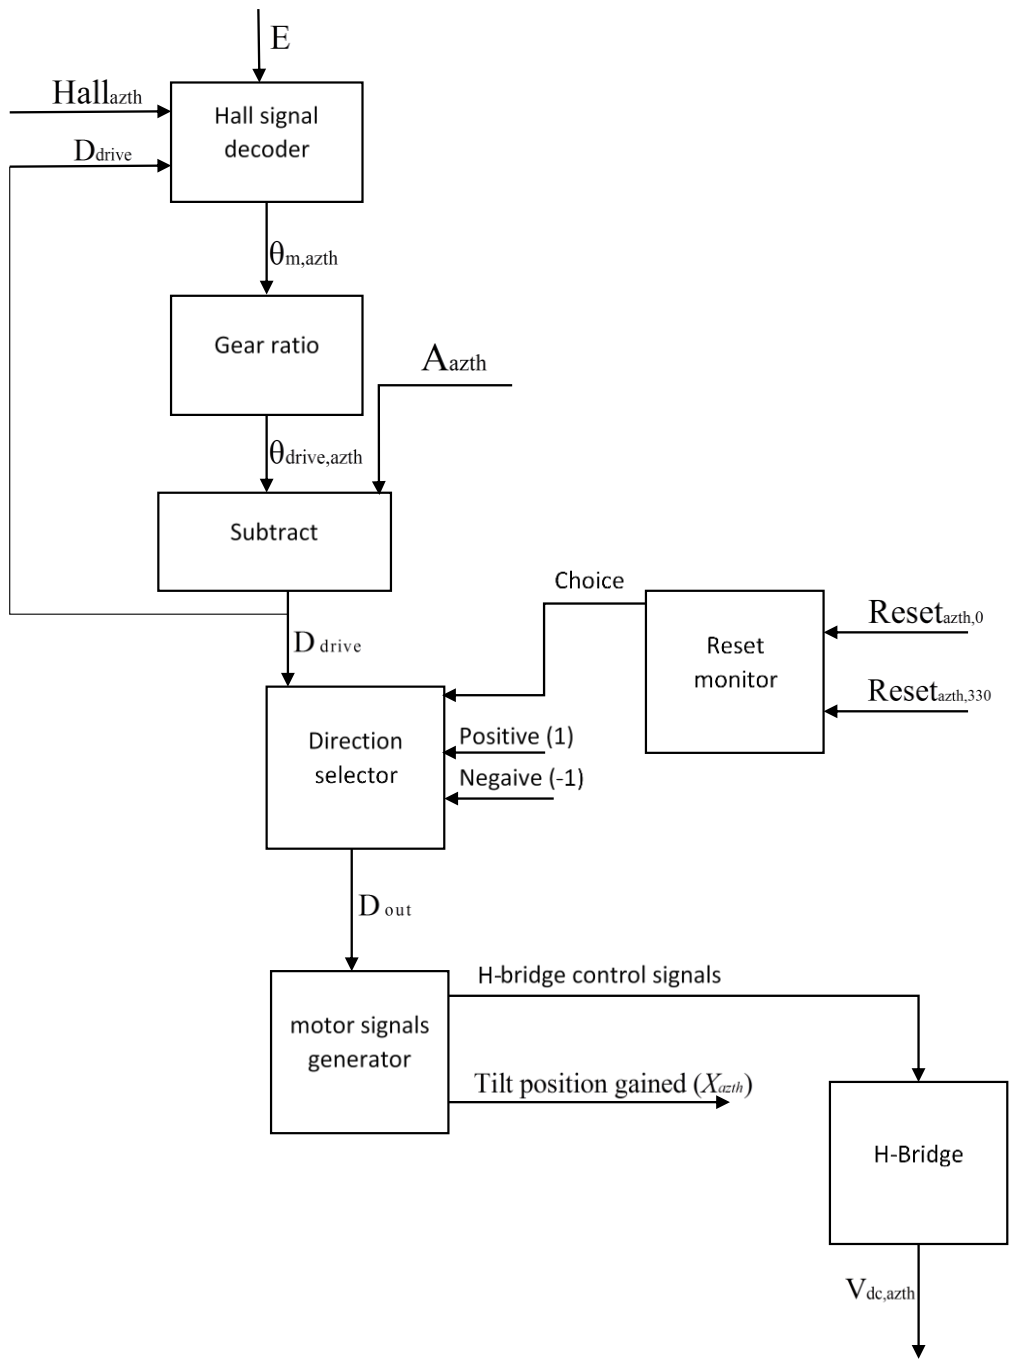 E
Hallazth
Hall signal
decoder
Ddrive
θm,azth
Gear ratio
Aazth
θdrive,azth
Subtract
Choice
Resetazth,0
D drive
Reset
monitor
Resetazth,330
Direction
selector
Positive (1)
Negaive (-1)
D out
H-bridge control signals
motor signals
generator
Tilt position gained (Xazth)
H-Bridge
Vdc,azth